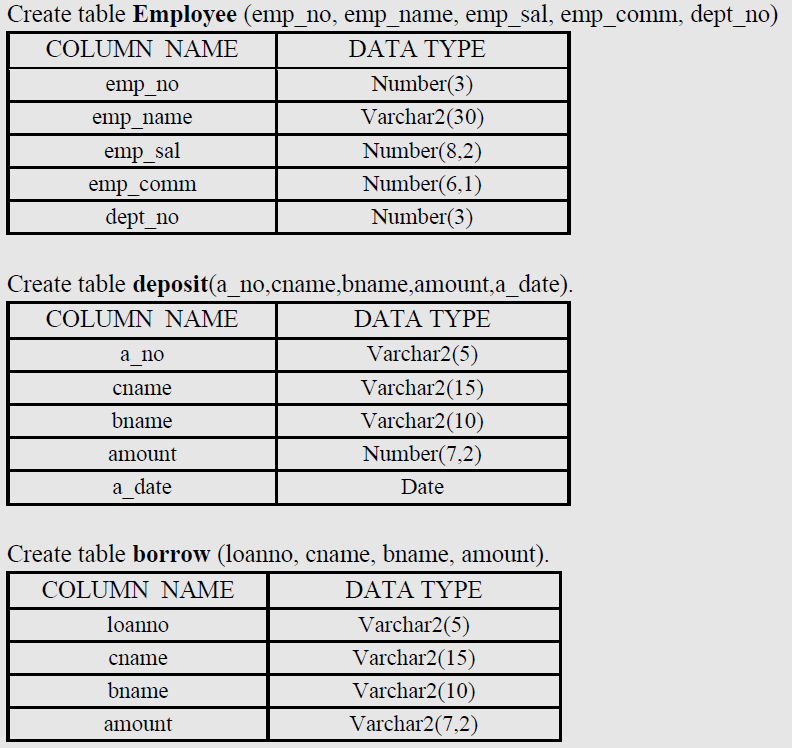 Create table Employee (emp_no, emp_name, emp_sal, emp_comm, dept_no)
COLUMN NAME DATA TYPE
emp_no Number(3)
emp_name Varchar2(30)
emp_sal Number(8,2)
emp_comm Number(6,1)
dept_no Number(3)
Create table deposit(a_no,cname,bname,amount,a_date).
COLUMN NAME DATA TYPE
a_no Varchar2(5)
cname Varchar2(15)
bname Varchar2(10)
amount Number(7,2)
a_date Date
Create table borrow (loanno, cname, bname, amount).
COLUMN NAME DATA TYPE
loanno Varchar2(5)
cname Varchar2(15)
bname Varchar2(10)
amount Varchar2(7,2)